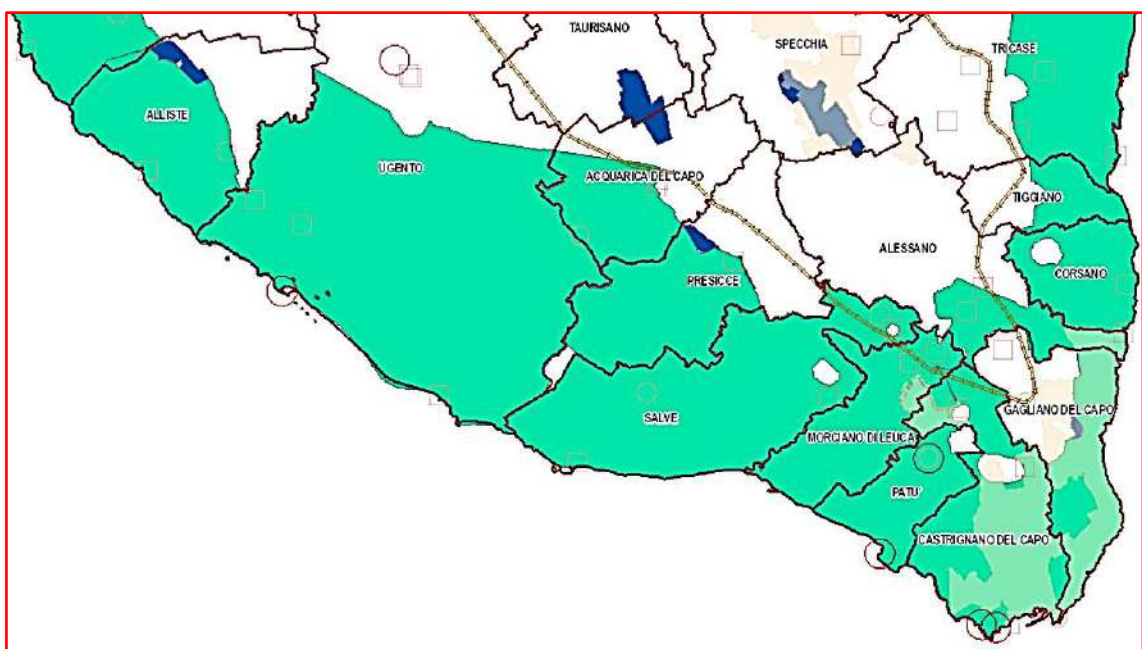 TAURISANO
SPECCHIA
TRICASE
ALLISTE
UGENTO
ACQUARICA DEL CAPO
TIGGIANO
ALESSANO
CORSANO
PRESICCE
SALVE
GAGLIANO DEL CAPO
MORCIANO DI LEUCA
PATU'
CASTRIGNANO DEL CAPO